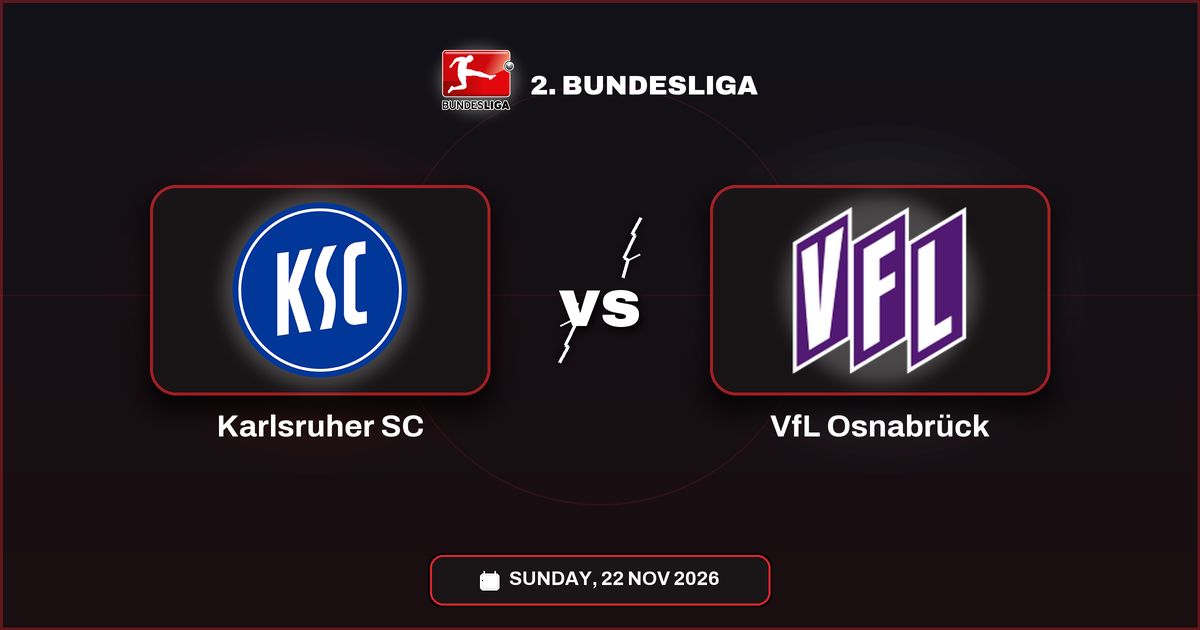 BUNDESLIGA
2. BUNDESLIGA
KSC
VS
VFL
Karlsruher SC
VfL Osnabrück
SUNDAY, 22 NOV 2026